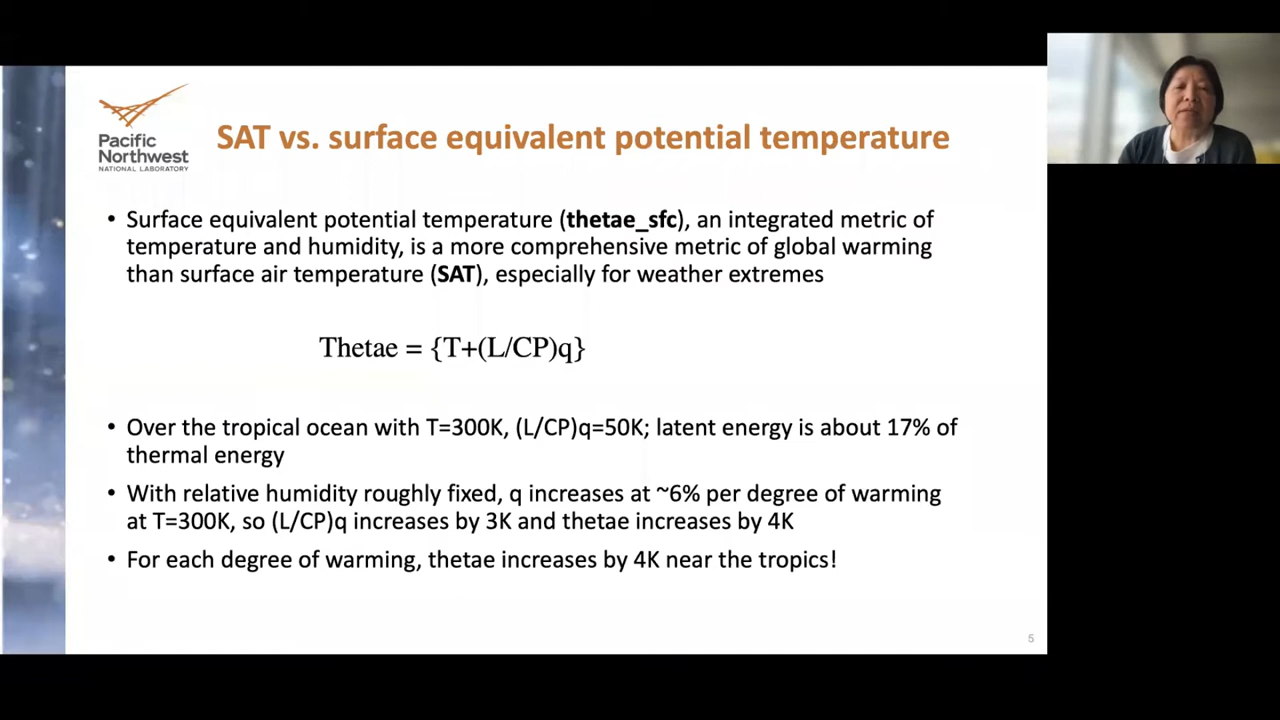 Pacific
Northwest
NATIONAL LABORATORY
SAT vs. surface equivalent potential temperature
• Surface equivalent potential temperature (thetae_sfc), an integrated metric of
temperature and humidity, is a more comprehensive metric of global warming
than surface air temperature (SAT), especially for weather extremes
Thetae = {T+(L/CP)q}
• Over the tropical ocean with T=300K, (L/CP)q=50K; latent energy is about 17% of
thermal energy
• With relative humidity roughly fixed, q increases at ~6% per degree of warming
at T=300K, so (L/CP)q increases by 3K and thetae increases by 4K
• For each degree of warming, thetae increases by 4K near the tropics!
5